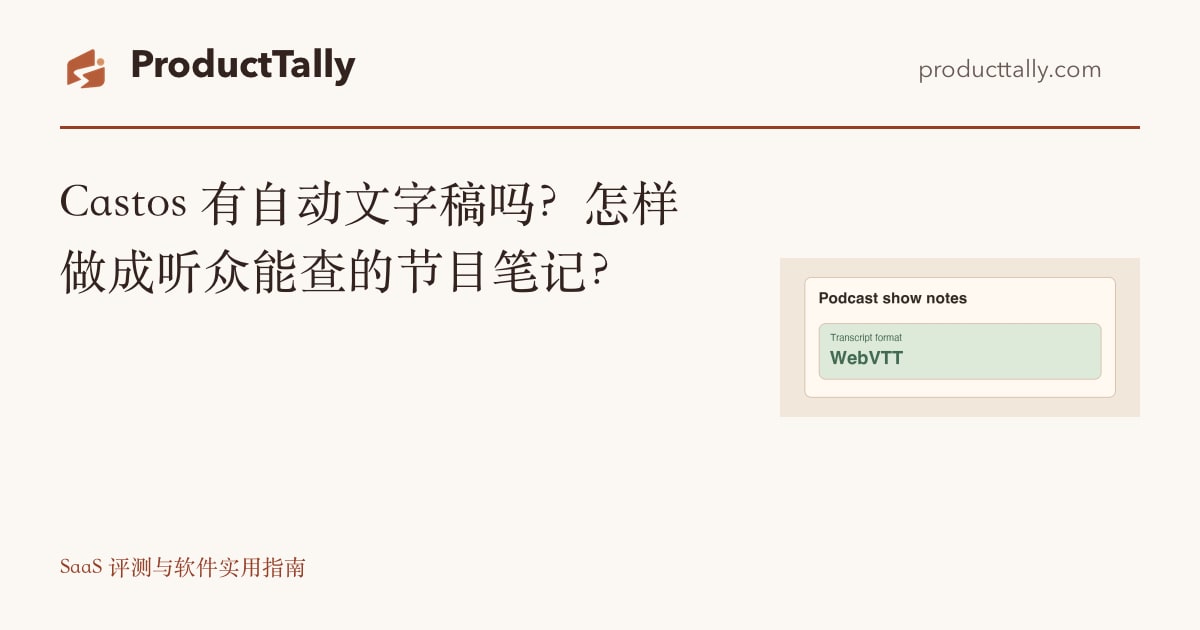 ProductTally
producttally.com
Castos 有自动文字稿吗？怎样
做成听众能查的节目笔记？
Podcast show notes
Transcript format
WebVTT
SaaS 评测与软件实用指南